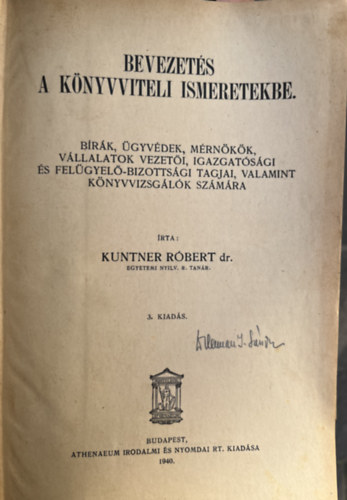 BEVEZETÉS
A KÖNYVVITELI ISMERETEKBE.
BÍRÁK, ÜGYVÉDEK, MÉRNÖKÖK,
VÁLLALATOK VEZETŐI, IGAZGATÓSÁGI
ÉS FELÜGYELŐ-BIZOTTSÁGI TAGJAI, VALAMINT
KÖNYVVIZSGÁLÓK SZÁMÁRA
ÍRTA:
KUNTNER RÓBERT dr.
EGYETEMI NYILV. R. TANÁR.
3. KIADÁS.
Sándor
BUDAPEST,
ATHENAEUM IRODALMI ÉS NYOMDAI RT. KIADÁSA
1940.